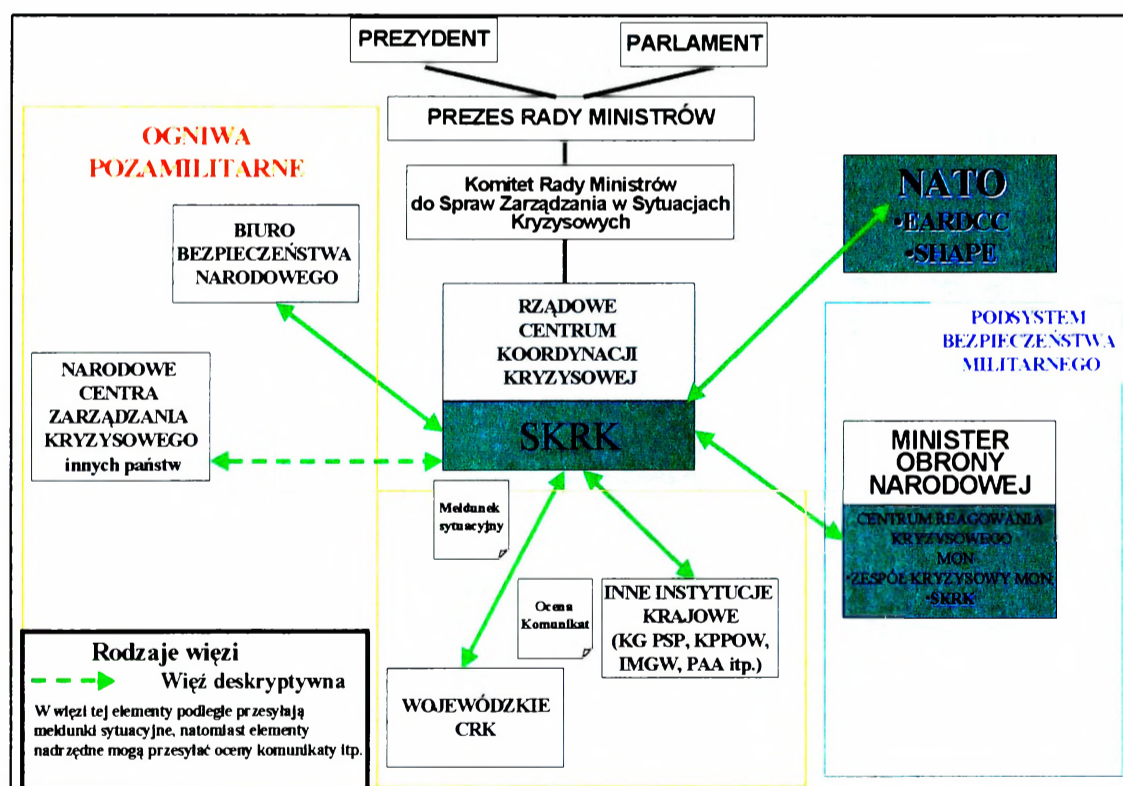 PREZYDENT
PARLAMENT
PREZES RADY MINISTRÓW
OGNIWA
POZAMILITARNE
Komitet Rady Ministrów
do Spraw Zarządzania w Sytuacjach
Kryzysowych
NATO
•EARDCC
•SHAPE
BIURO
BEZPIECZEŃSTWA
NARODOWEGO
RZĄDOWE
CENTRUM
KOORDYNACJI
KRYZYSOWEJ
PODSYSTEM
BEZPIECZEŃSTWA
MILITARNEGO
NARODOWE
CENTRA
ZARZĄDZANIA
KRYZYSOWEGO
innych państw
SKRK
MINISTER
OBRONY
NARODOWEJ
CENTRUM REAGOWANIA
KRYZYSOWEGO
MON
•ZESPÓŁ KRYZYSOWY MON
•SKRK
Meldunek
sytuacyjny
Ocena
Komunikat
INNE INSTYTUCJE
KRAJOWE
(KG PSP, KPPOW,
IMGW, PAA itp.)
WOJEWÓDZKIE
CRK
Rodzaje więzi
Więź deskryptywna
W więzi tej elementy podległe przesyłają
meldunki sytuacyjne, natomiast elementy
nadrzędne mogą przesyłać oceny komunikaty itp.